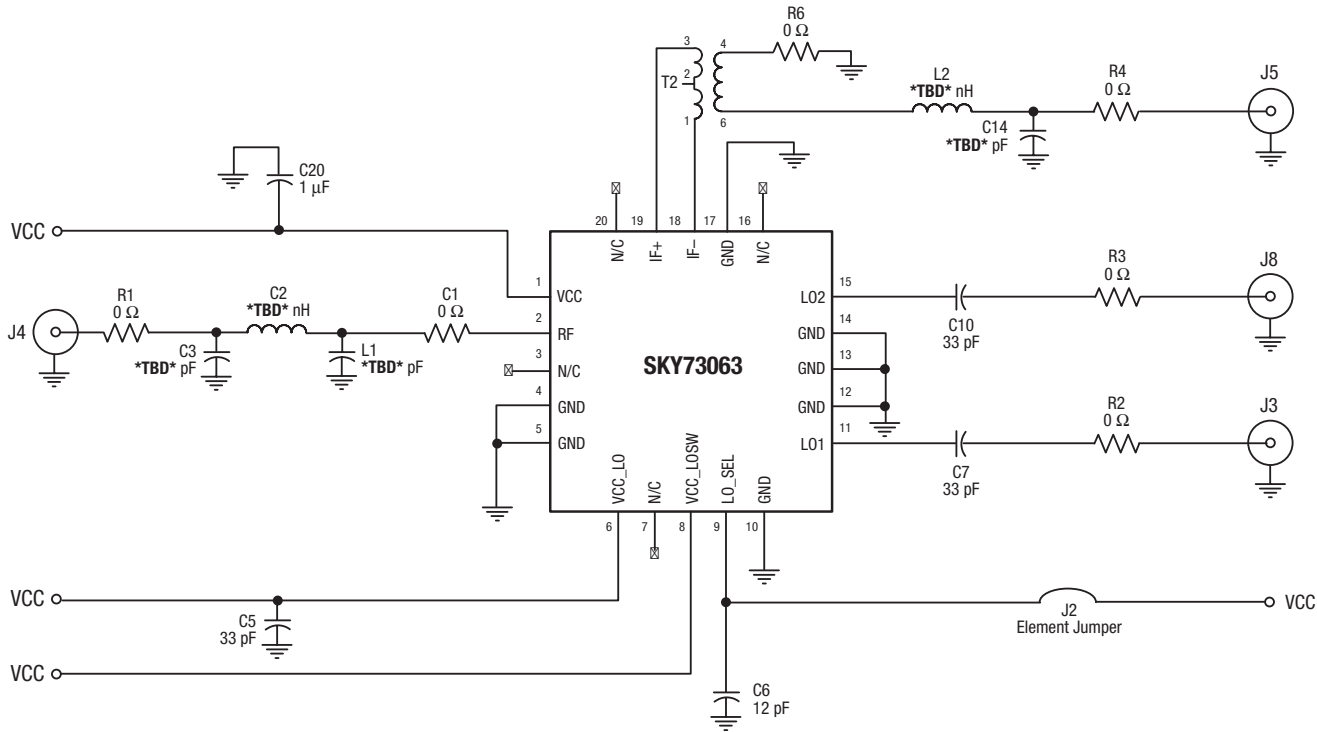 R6
0 Ω
3
4
T2
2
1
6
L2
*TBD* nH
C14
*TBD* pF
R4
0 Ω
J5
C20
1 μF
VCC
20
19
18
17
16
N/C
IF+
IF–
GND
N/C
J4
R1
0 Ω
C3
*TBD* pF
C2
*TBD* nH
L1
*TBD* pF
C1
0 Ω
1
VCC
2
RF
3
N/C
4
GND
5
GND
SKY73063
15
LO2
14
GND
13
GND
12
GND
11
LO1
C10
33 pF
R3
0 Ω
J8
C7
33 pF
R2
0 Ω
J3
VCC_LO
N/C
VCC_LOSW
LO_SEL
GND
6
7
8
9
10
VCC
C5
33 pF
VCC
C6
12 pF
J2
Element Jumper
VCC